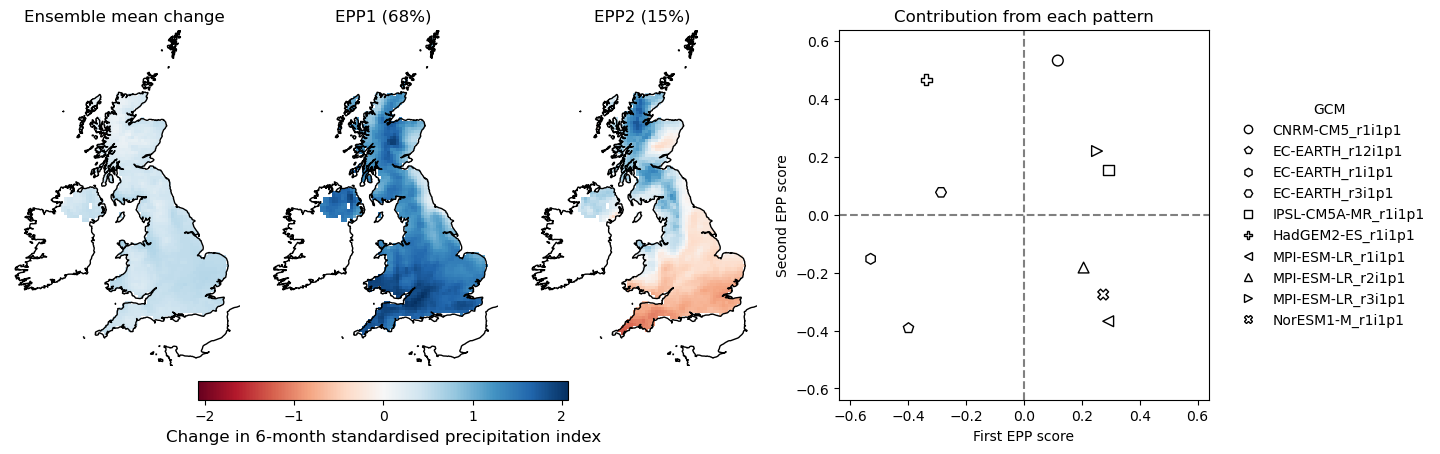 Ensemble mean change
EPP1 (68%)
EPP2 (15%)
−2 −1 0 1 2
Change in 6-month standardised precipitation index
Contribution from each pattern
Second EPP score
0.6
0.4
0.2
0.0
−0.2
−0.4
−0.6
−0.6 −0.4 −0.2 0.0 0.2 0.4 0.6
First EPP score
GCM
CNRM-CM5_r1i1p1
EC-EARTH_r12i1p1
EC-EARTH_r1i1p1
EC-EARTH_r3i1p1
IPSL-CM5A-MR_r1i1p1
HadGEM2-ES_r1i1p1
MPI-ESM-LR_r1i1p1
MPI-ESM-LR_r2i1p1
MPI-ESM-LR_r3i1p1
NorESM1-M_r1i1p1